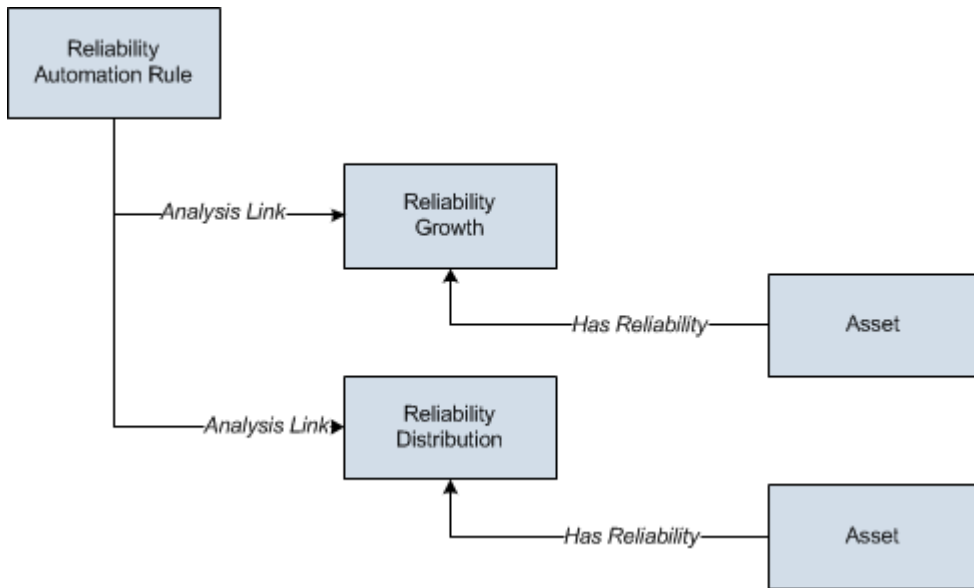 Reliability
Automation Rule
Analysis Link
Reliability
Growth
Has Reliability
Asset
Analysis Link
Reliability
Distribution
Has Reliability
Asset